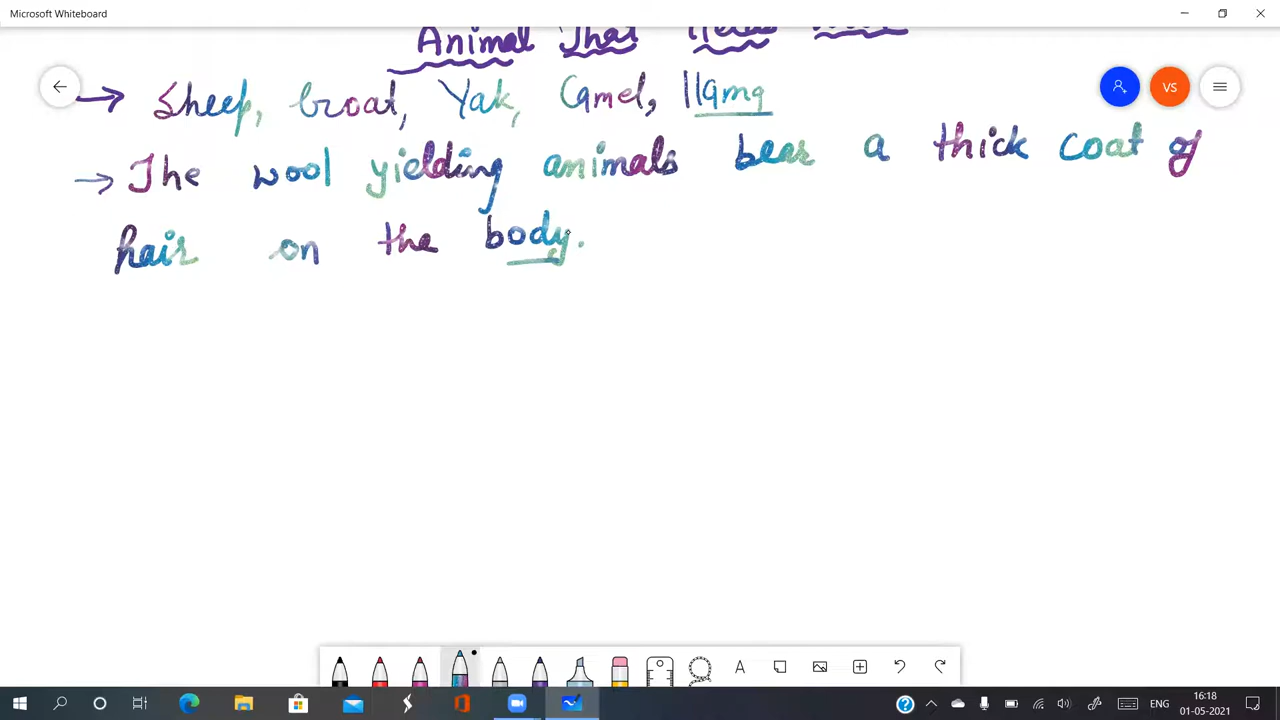 Microsoft Whiteboard
Animal That
→ Sheep, Goat, Yak, Camel, llama
VS
→ The wool yielding animals bear a thick coat of
hair on the body.
A
ENG
16:18
01-05-2021